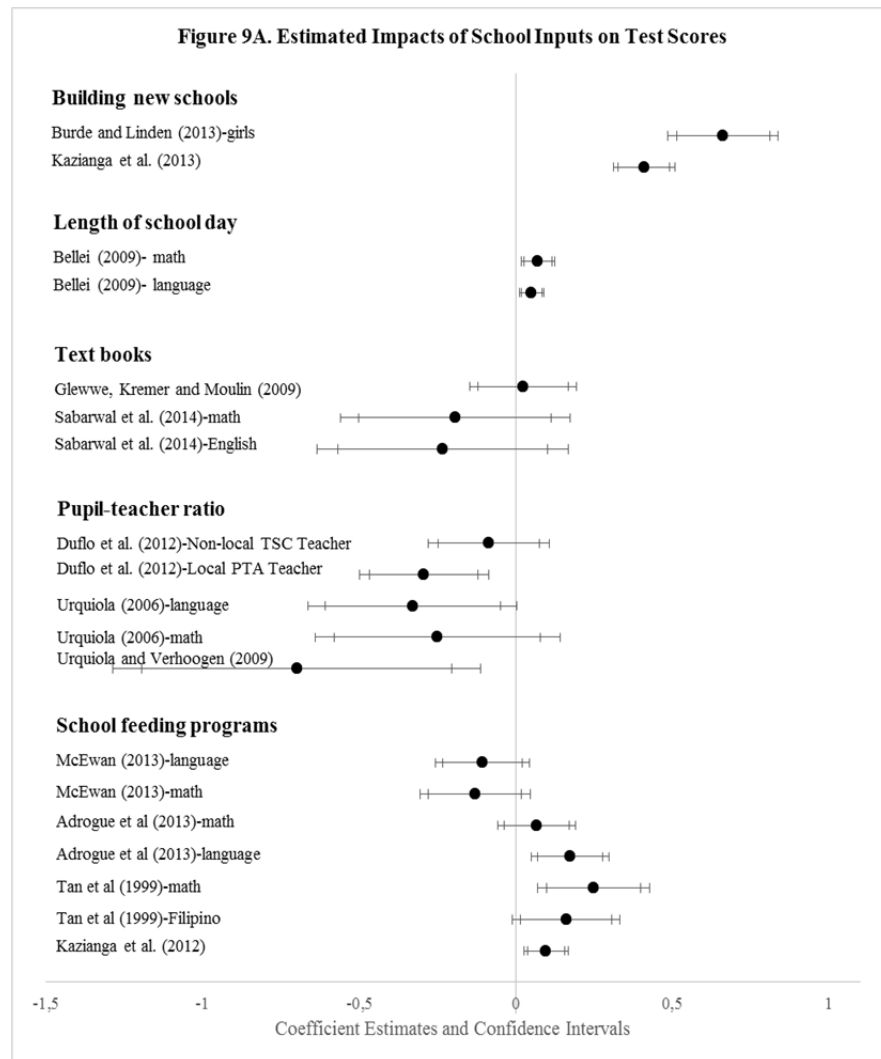 Figure 9A. Estimated Impacts of School Inputs on Test Scores
Building new schools
Burde and Linden (2013)-girls
Kazianga et al. (2013)
Length of school day
Bellei (2009)- math
Bellei (2009)- language
Text books
Glewwe, Kremer and Moulin (2009)
Sabarwal et al. (2014)-math
Sabarwal et al. (2014)-English
Pupil-teacher ratio
Duflo et al. (2012)-Non-local TSC Teacher
Duflo et al. (2012)-Local PTA Teacher
Urquiola (2006)-language
Urquiola (2006)-math
Urquiola and Verhoogen (2009)
School feeding programs
McEwan (2013)-language
McEwan (2013)-math
Adrogue et al (2013)-math
Adrogue et al (2013)-language
Tan et al (1999)-math
Tan et al (1999)-Filipino
Kazianga et al. (2012)
-1,5 -1 -0,5 0 0,5 1
Coefficient Estimates and Confidence Intervals